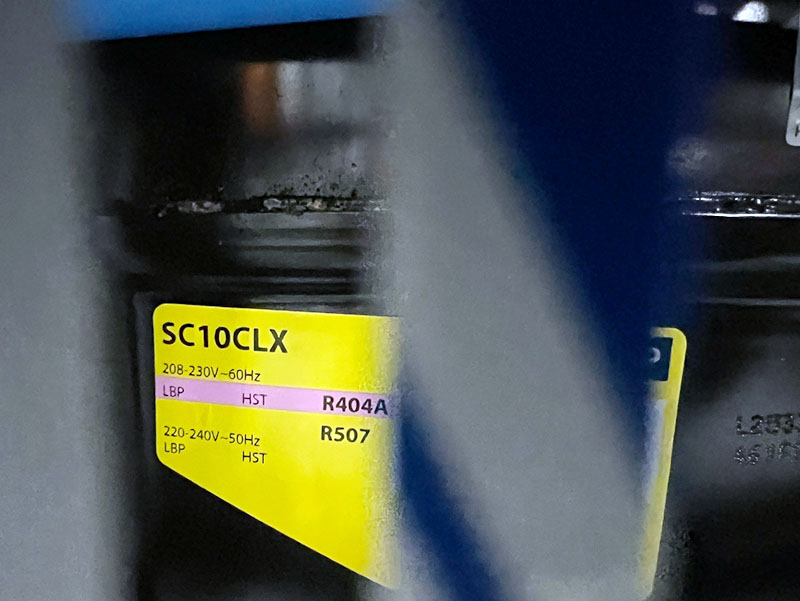 SC10CLX
208-230V~60Hz
LBP HST R404A
R507
220-240V~50Hz
LBP HST